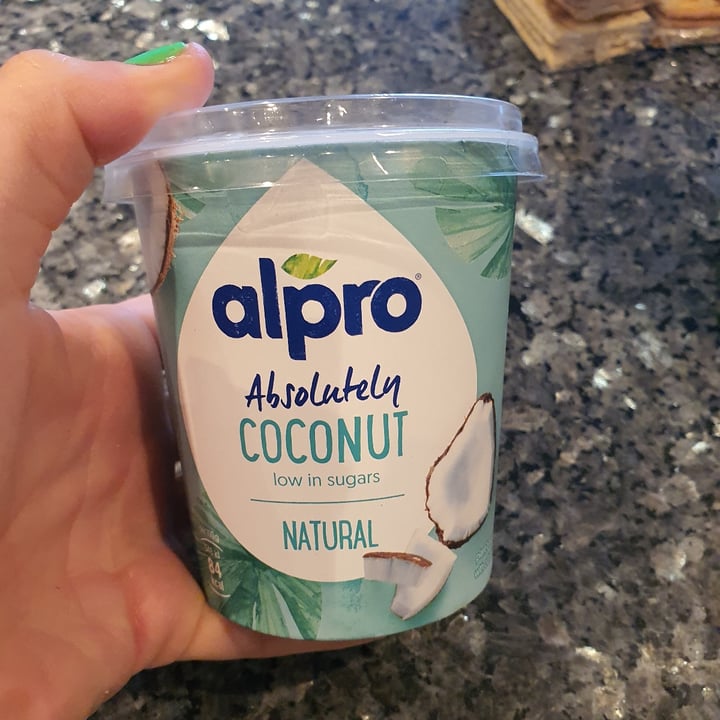 alpro®
Absolutely
COCONUT
low in sugars
NATURAL